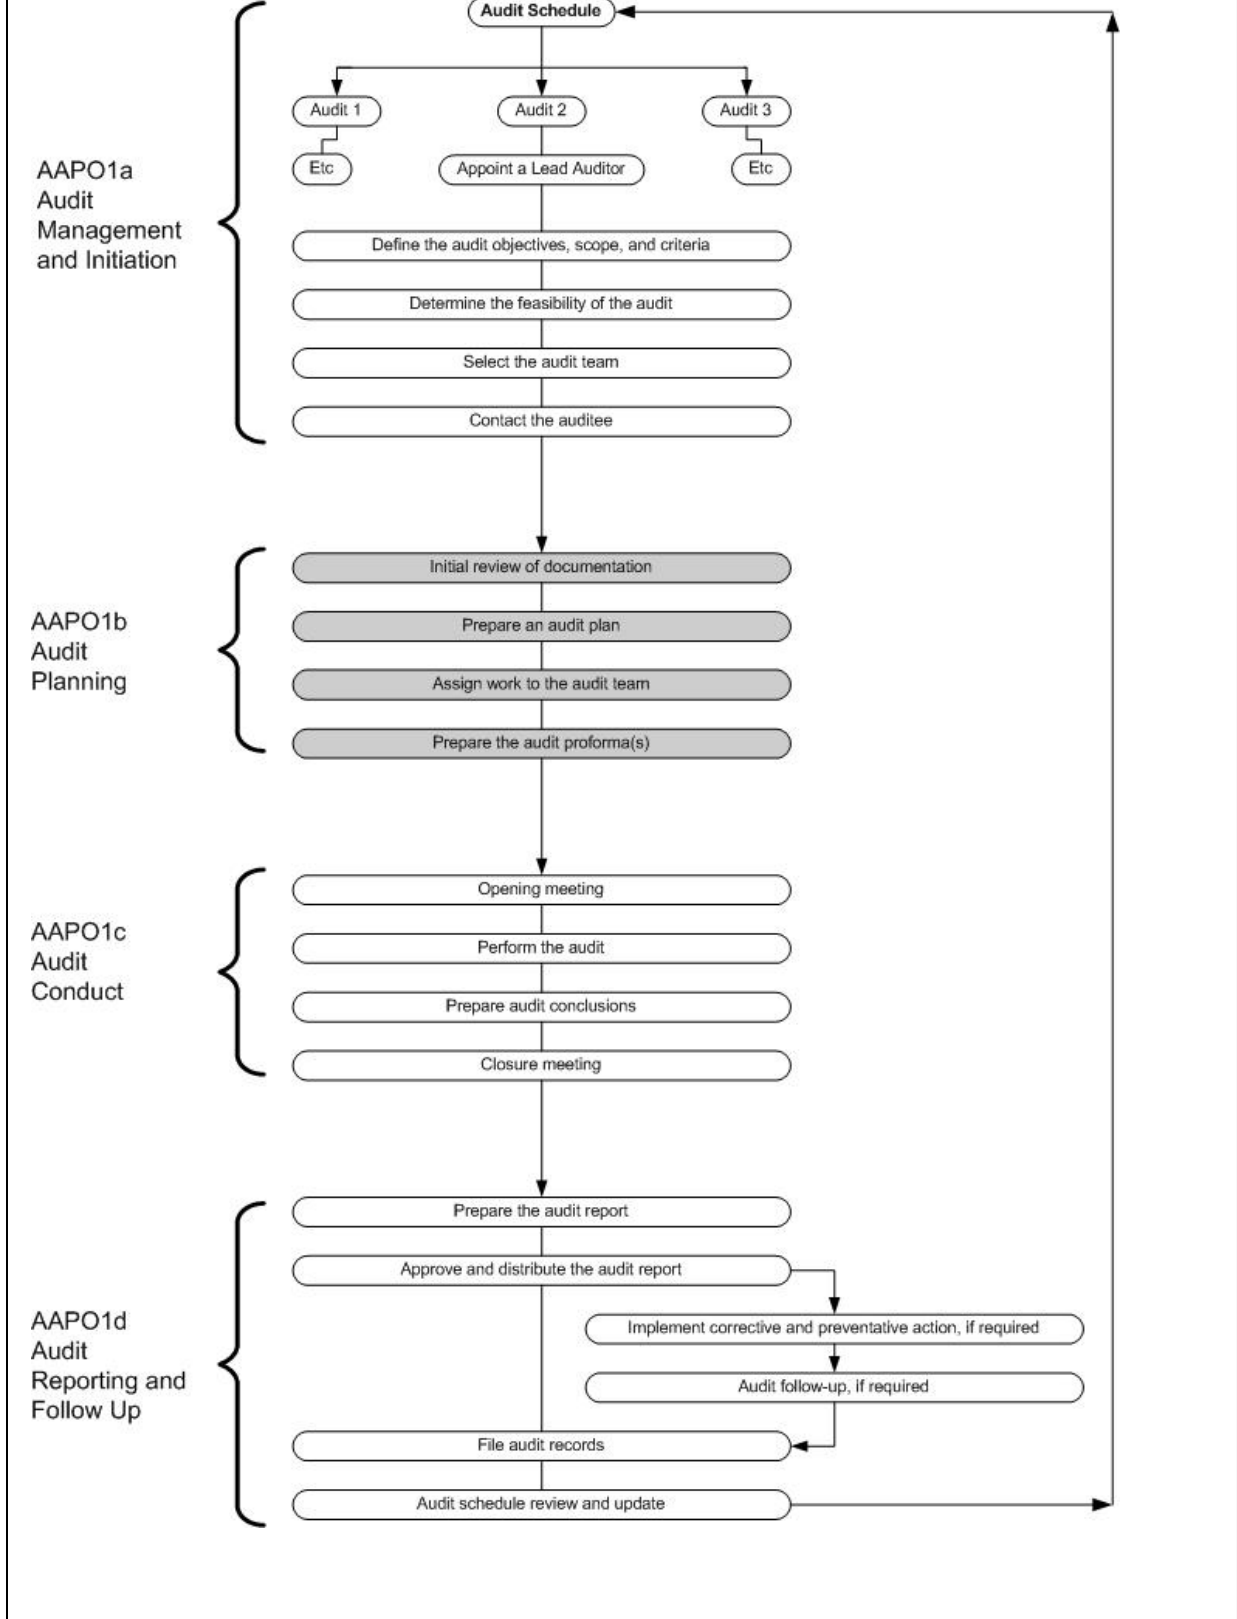 Audit Schedule
Audit 1
Audit 2
Audit 3
Etc
Appoint a Lead Auditor
Etc
AAPO1a
Audit
Management
and Initiation
Define the audit objectives, scope, and criteria
Determine the feasibility of the audit
Select the audit team
Contact the auditee
AAPO1b
Audit
Planning
Initial review of documentation
Prepare an audit plan
Assign work to the audit team
Prepare the audit proforma(s)
AAPO1c
Audit
Conduct
Opening meeting
Perform the audit
Prepare audit conclusions
Closure meeting
AAPO1d
Audit
Reporting and
Follow Up
Prepare the audit report
Approve and distribute the audit report
Implement corrective and preventative action, if required
Audit follow-up, if required
File audit records
Audit schedule review and update